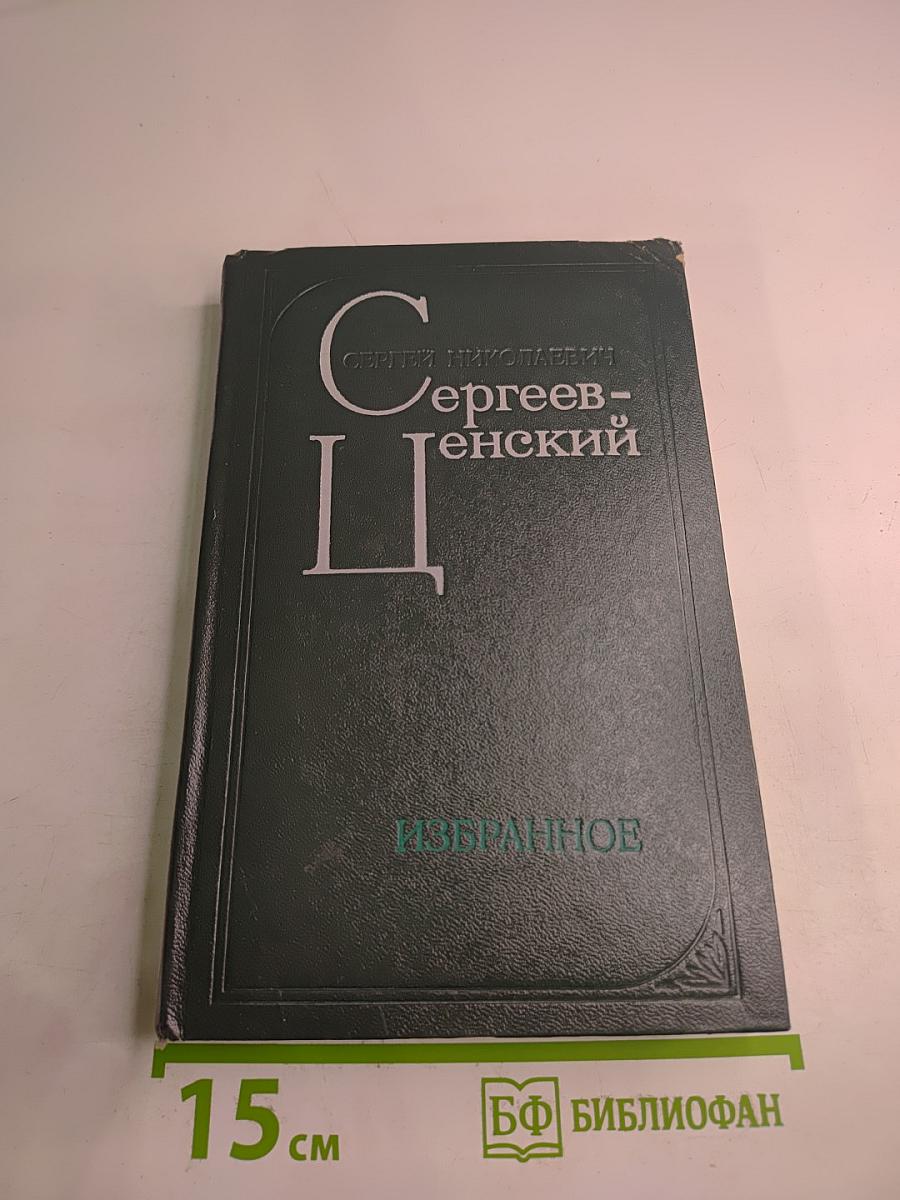 СЕРГЕЙ НИКОЛАЕВИЧ
Сергеев-
Ценский
ИЗБРАННОЕ
15 см
БФ БИБЛИОФАН